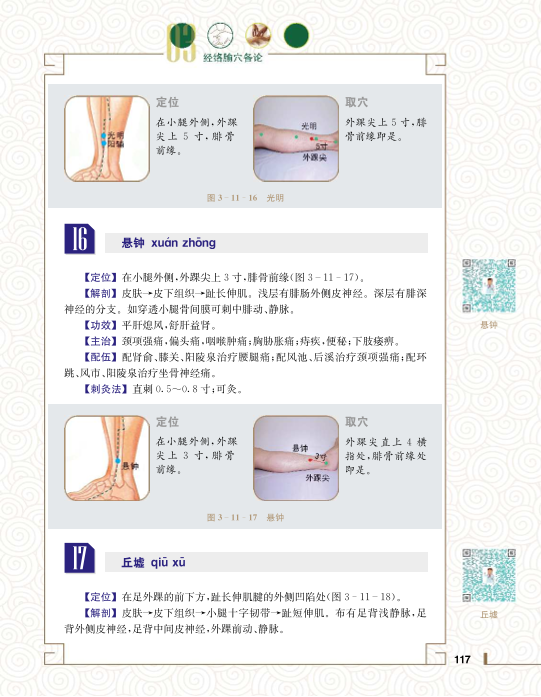 03
经络腧穴各论
定位
在小腿外侧,外踝
尖上 5 寸,腓骨
前缘。
光明
阳辅
光明
5寸
外踝尖
取穴
外踝尖上 5 寸,腓
骨前缘即是。
图 3-11-16 光明
16
悬钟 xuán zhōng
【定位】在小腿外侧,外踝尖上 3 寸,腓骨前缘(图 3-11-17)。
【解剖】皮肤→皮下组织→趾长伸肌。浅层有腓肠外侧皮神经。深层有腓深
神经的分支。如穿透小腿骨间膜可刺中腓动、静脉。
【功效】平肝熄风,舒肝益肾。
【主治】颈项强痛,偏头痛,咽喉肿痛;胸胁胀痛;痔疾,便秘;下肢痿痹。
【配伍】配肾俞、膝关、阳陵泉治疗腰腿痛;配风池、后溪治疗颈项强痛;配环
跳、风市、阳陵泉治疗坐骨神经痛。
【刺灸法】直刺 0.5～0.8 寸;可灸。
悬钟
定位
在小腿外侧,外踝
尖上 3 寸,腓骨
前缘。
悬钟
悬钟
3寸
外踝尖
取穴
外踝尖直上 4 横
指处,腓骨前缘处
即是。
图 3-11-17 悬钟
17
丘墟 qiū xū
【定位】在足外踝的前下方,趾长伸肌腱的外侧凹陷处(图 3-11-18)。
【解剖】皮肤→皮下组织→小腿十字韧带→趾短伸肌。布有足背浅静脉,足
背外侧皮神经,足背中间皮神经,外踝前动、静脉。
丘墟
117